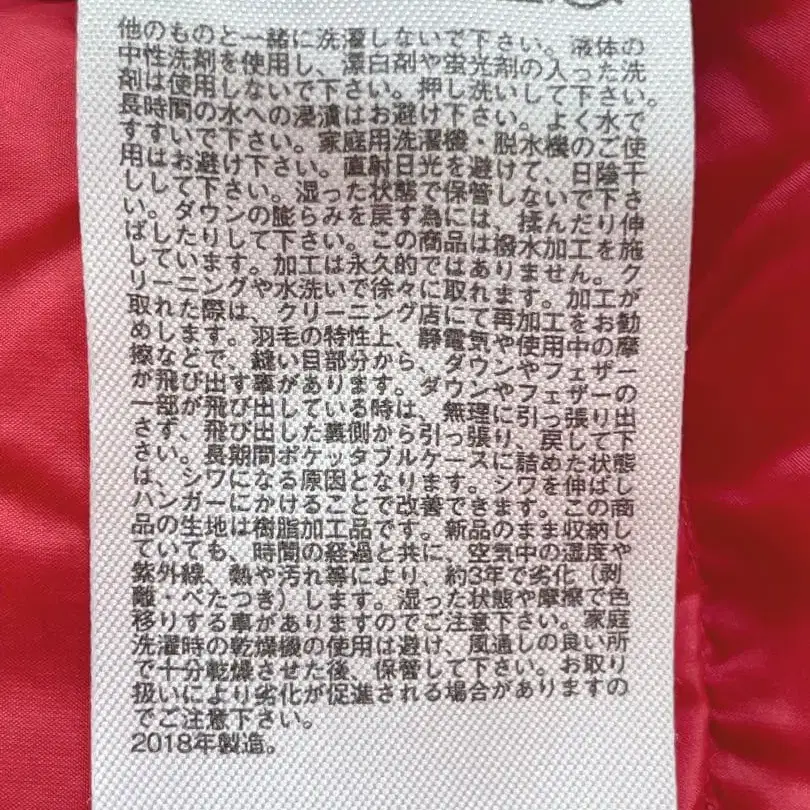 他のものと一緒に洗濯しないで下さい。液体の
中性洗剤を使用し、漂白剤や蛍光剤の入った洗
剤は使用しないで下さい。押し洗いして下さい。
長時間の水への浸漬はお避け下さい。よく水で
すすいで下さい。家庭用洗濯機・脱水機のご使
用はお避け下さい。直射日光を避けて、日陰干
しして下さい。湿った状態で保管しないで下さ
い。ダウンの膨らみを戻す為には、揉んだり伸
ばしたりして下さい。この商品は撥水加工を施
しています。加工は永久的ではありません。ク
リーニングや水洗いで徐々に取れます。加工が
取れた際は、クリーニング店にて再加工をお勧
めします。羽毛の特性上、静電気や使用中の摩
擦などで、縫い目部分から、ダウンやフェザー
が飛び出す事があります。ダウンやフェザーの
一部が飛び出している時は、無理に引っ張り出
さず、飛び出した裏側から引っ張り、戻して下
さい。長期間ポケッタブルケースに詰めた状態
は、シワになる原因となります。シワを伸ばし
ハンガーにかけることで改善できます。この商
品の生地は樹脂加工品です。新品のまま収納し
ていても、時間の経過と共に、空気中の湿度や
紫外線、熱や汚れ等により、約3年で劣化（剥
離・べたつき）します。湿った状態や摩擦で色
移りする事がありますのでご注意下さい。家庭
洗濯時の乾燥機の使用は避け、風通しの良い所
で十分乾燥させた後、保管して下さい。お取り
扱いにより劣化が促進される場合がありますの
でご注意下さい。
2018年製造。